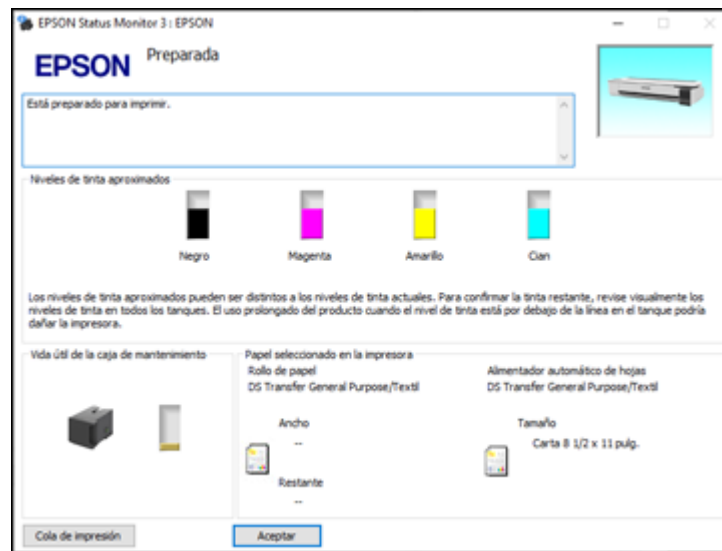 EPSON Status Monitor 3 : EPSON
EPSON
Preparada
Está preparado para imprimir.
Niveles de tinta aproximados
Negro
Magenta
Amarillo
Cian
Los niveles de tinta aproximados pueden ser distintos a los niveles de tinta actuales. Para confirmar la tinta restante, revise visualmente los
niveles de tinta en todos los tanques. El uso prolongado del producto cuando el nivel de tinta está por debajo de la línea en el tanque podría
dañar la impresora.
Vida útil de la caja de mantenimiento
Papel seleccionado en la impresora
Rollo de papel
DS Transfer General Purpose/Textil
Ancho
--
Restante
--
Alimentador automático de hojas
DS Transfer General Purpose/Textil
Tamaño
Carta 8 1/2 x 11 pulg.
Cola de impresión
Aceptar